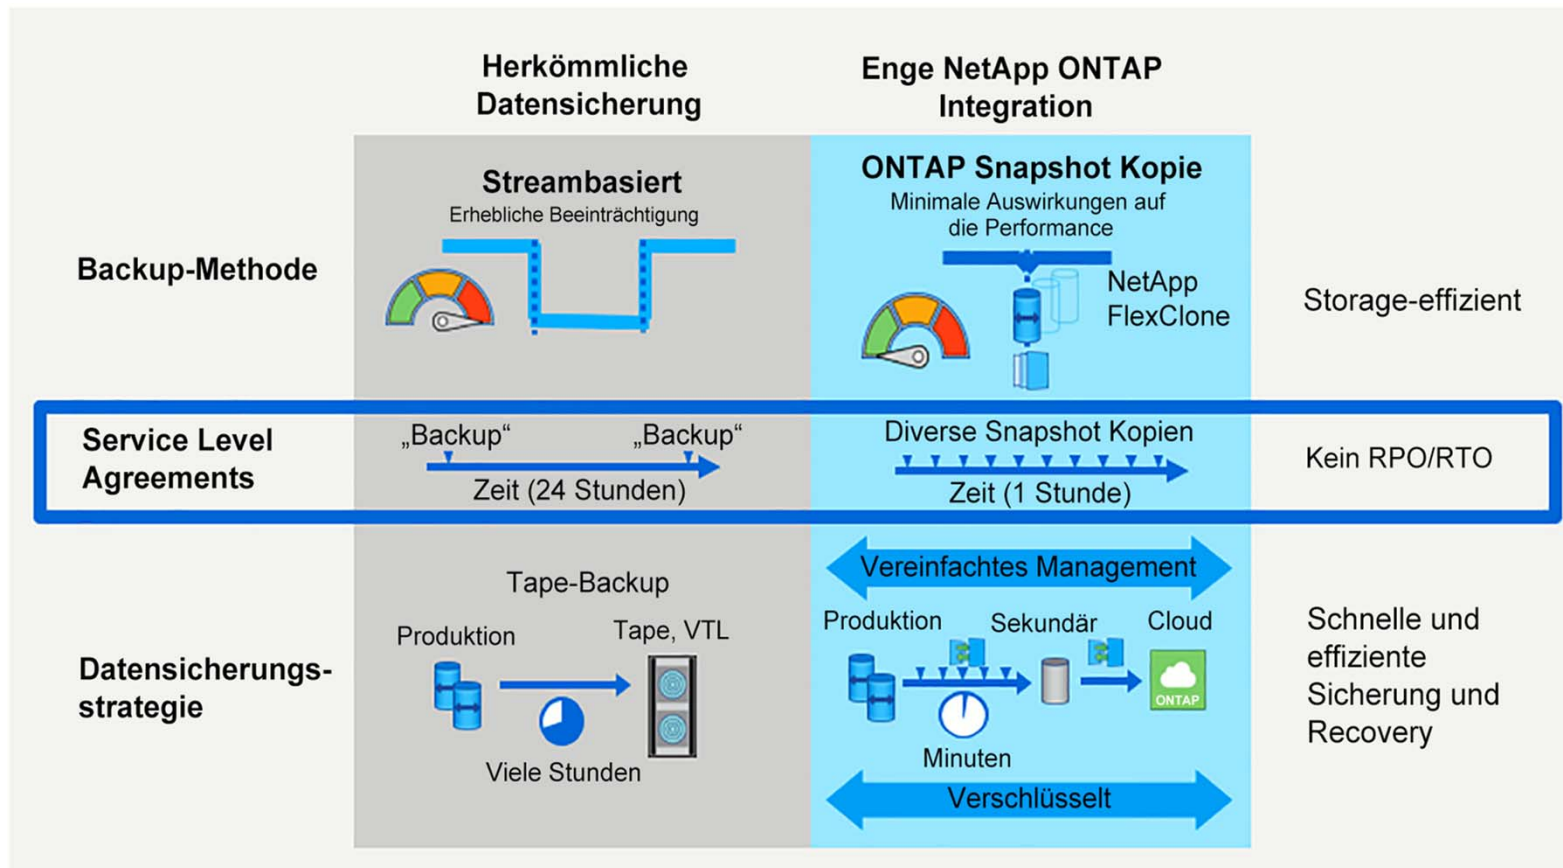 Herkömmliche
Datensicherung
Enge NetApp ONTAP
Integration
Backup-Methode
Streambasiert
Erhebliche Beeinträchtigung
ONTAP Snapshot Kopie
Minimale Auswirkungen auf
die Performance
NetApp
FlexClone
Storage-effizient
Service Level
Agreements
„Backup“
„Backup“
Zeit (24 Stunden)
Diverse Snapshot Kopien
Zeit (1 Stunde)
Kein RPO/RTO
Datensicherungs-
strategie
Tape-Backup
Produktion
Tape, VTL
Viele Stunden
Vereinfachtes Management
Produktion
Sekundär
Cloud
ONTAP
Minuten
Verschlüsselt
Schnelle und
effiziente
Sicherung und
Recovery